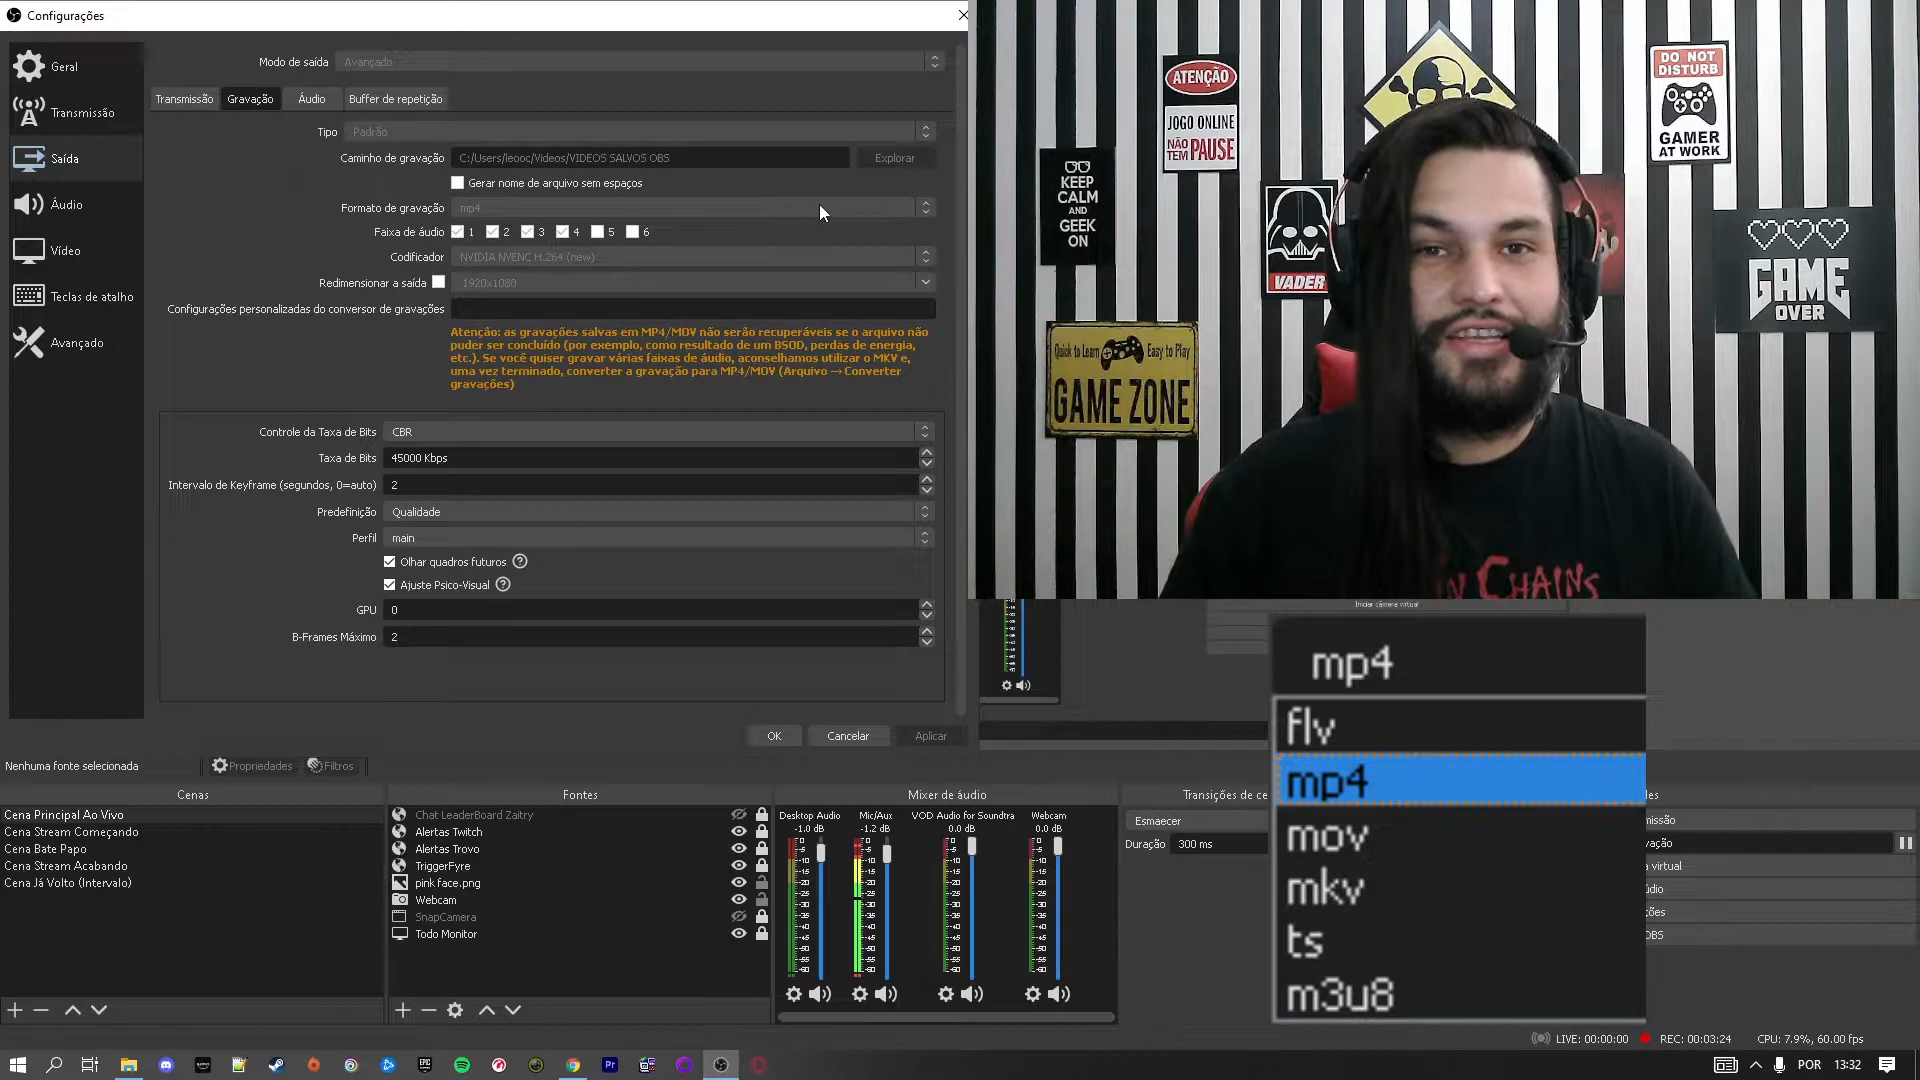 Configurações
Geral
Transmissão
Saída
Áudio
Vídeo
Teclas de atalho
Avançado
Modo de saída
Avançado
Transmissão
Gravação
Áudio
Buffer de repetição
Tipo
Padrão
Caminho de gravação
C:/Users/leooc/Videos/VIDEOS SALVOS OBS
Explorar
Gerar nome de arquivo sem espaços
Formato de gravação
mp4
Faixa de áudio
1 2 3 4 5 6
Codificador
NVIDIA NVENC H.264 (new)
Redimensionar a saída
1920x1080
Configurações personalizadas do conversor de gravações
Atenção: as gravações salvas em MP4/MOV não serão recuperáveis se o arquivo não
puder ser concluído (por exemplo, como resultado de um BSOD, perdas de energia,
etc.). Se você quiser gravar várias faixas de áudio, aconselhamos utilizar o MKV e,
uma vez terminado, converter a gravação para MP4/MOV (Arquivo → Converter
gravações)
Controle da Taxa de Bits
CBR
Taxa de Bits
45000 Kbps
Intervalo de Keyframe (segundos, 0=auto)
2
Predefinição
Qualidade
Perfil
main
Olhar quadros futuros
Ajuste Psico-Visual
GPU
0
B-Frames Máximo
2
OK
Cancelar
Aplicar
ATENÇÃO
JOGO ONLINE
NÃO TEM PAUSE
KEEP
CALM
AND
GEEK
ON
VADER
DO NOT
DISTURB
GAMER
AT WORK
GAME
OVER
Quick to Learn
Easy to Play
GAME ZONE
IN CHAINS
Iniciar câmera virtual
mp4
flv
mp4
mov
mkv
ts
m3u8
Nenhuma fonte selecionada
Propriedades
Filtros
Cenas
Cena Principal Ao Vivo
Cena Stream Começando
Cena Bate Papo
Cena Stream Acabando
Cena Já Volto (Intervalo)
Fontes
Chat LeaderBoard Zaitry
Alertas Twitch
Alertas Trovo
TriggerFyre
pink face.png
Webcam
SnapCamera
Todo Monitor
Mixer de áudio
Desktop Audio
-1.0 dB
Mic/Aux
-1.2 dB
VOD Audio for Soundtra
0.0 dB
Webcam
0.0 dB
Transições de ce
Esmaecer
Duração
300 ms
les
missão
vação
a virtual
údio
ções
OBS
LIVE: 00:00:00
REC: 00:03:24
CPU: 7.9%, 60.00 fps
POR
13:32